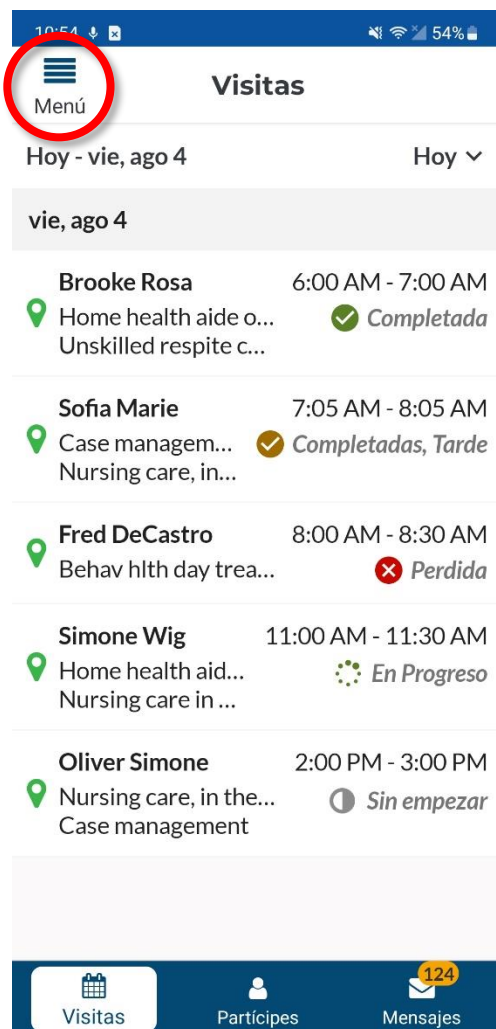 10:54 54%
Menú
Visitas
Hoy - vie, ago 4 Hoy
vie, ago 4
Brooke Rosa 6:00 AM - 7:00 AM
Home health aide o... Completada
Unskilled respite c...
Sofia Marie 7:05 AM - 8:05 AM
Case managem... Completadas, Tarde
Nursing care, in...
Fred DeCastro 8:00 AM - 8:30 AM
Behav hlth day trea... Perdida
Simone Wig 11:00 AM - 11:30 AM
Home health aid... En Progreso
Nursing care in ...
Oliver Simone 2:00 PM - 3:00 PM
Nursing care, in the... Sin empezar
Case management
124
Visitas Partícipes Mensajes